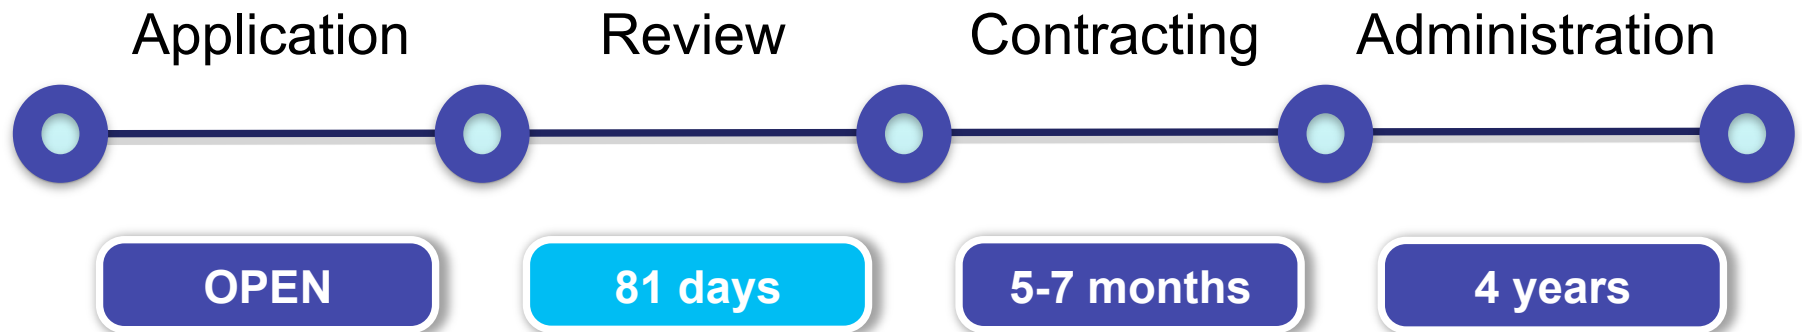 Application Review Contracting Administration
OPEN 81 days 5-7 months 4 years